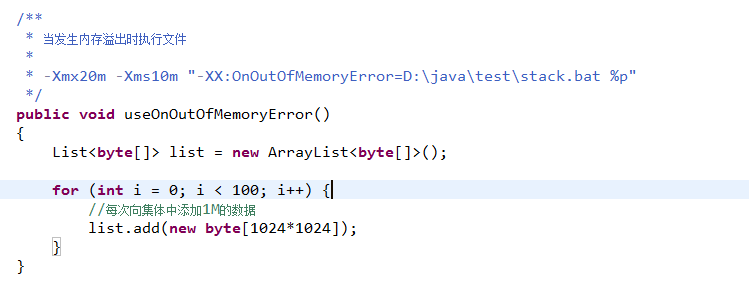 /**
 * 当发生内存溢出时执行文件
 *
 * -Xmx20m -Xms10m "-XX:OnOutOfMemoryError=D:\java\test\stack.bat %p"
 */
public void useOnOutOfMemoryError()
{
    List<byte[]> list = new ArrayList<byte[]>();

    for (int i = 0; i < 100; i++) {
        //每次向集体中添加1M的数据
        list.add(new byte[1024*1024]);
    }
}